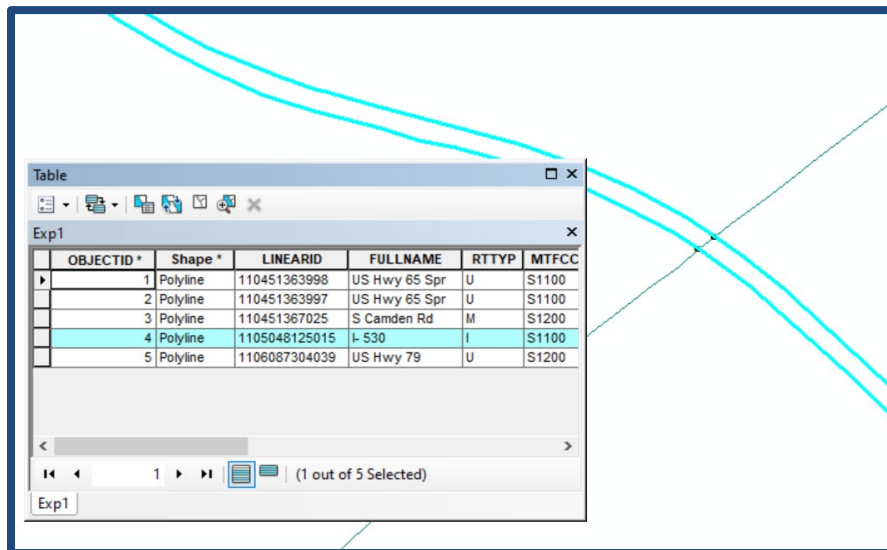 Table
Exp1
OBJECTID * Shape * LINEARID FULLNAME RTTYP MTFCC
1 Polyline 110451363998 US Hwy 65 Spr U S1100
2 Polyline 110451363997 US Hwy 65 Spr U S1100
3 Polyline 110451367025 S Camden Rd M S1200
4 Polyline 1105048125015 I- 530 I S1100
5 Polyline 1106087304039 US Hwy 79 U S1200
1 (1 out of 5 Selected)
Exp1